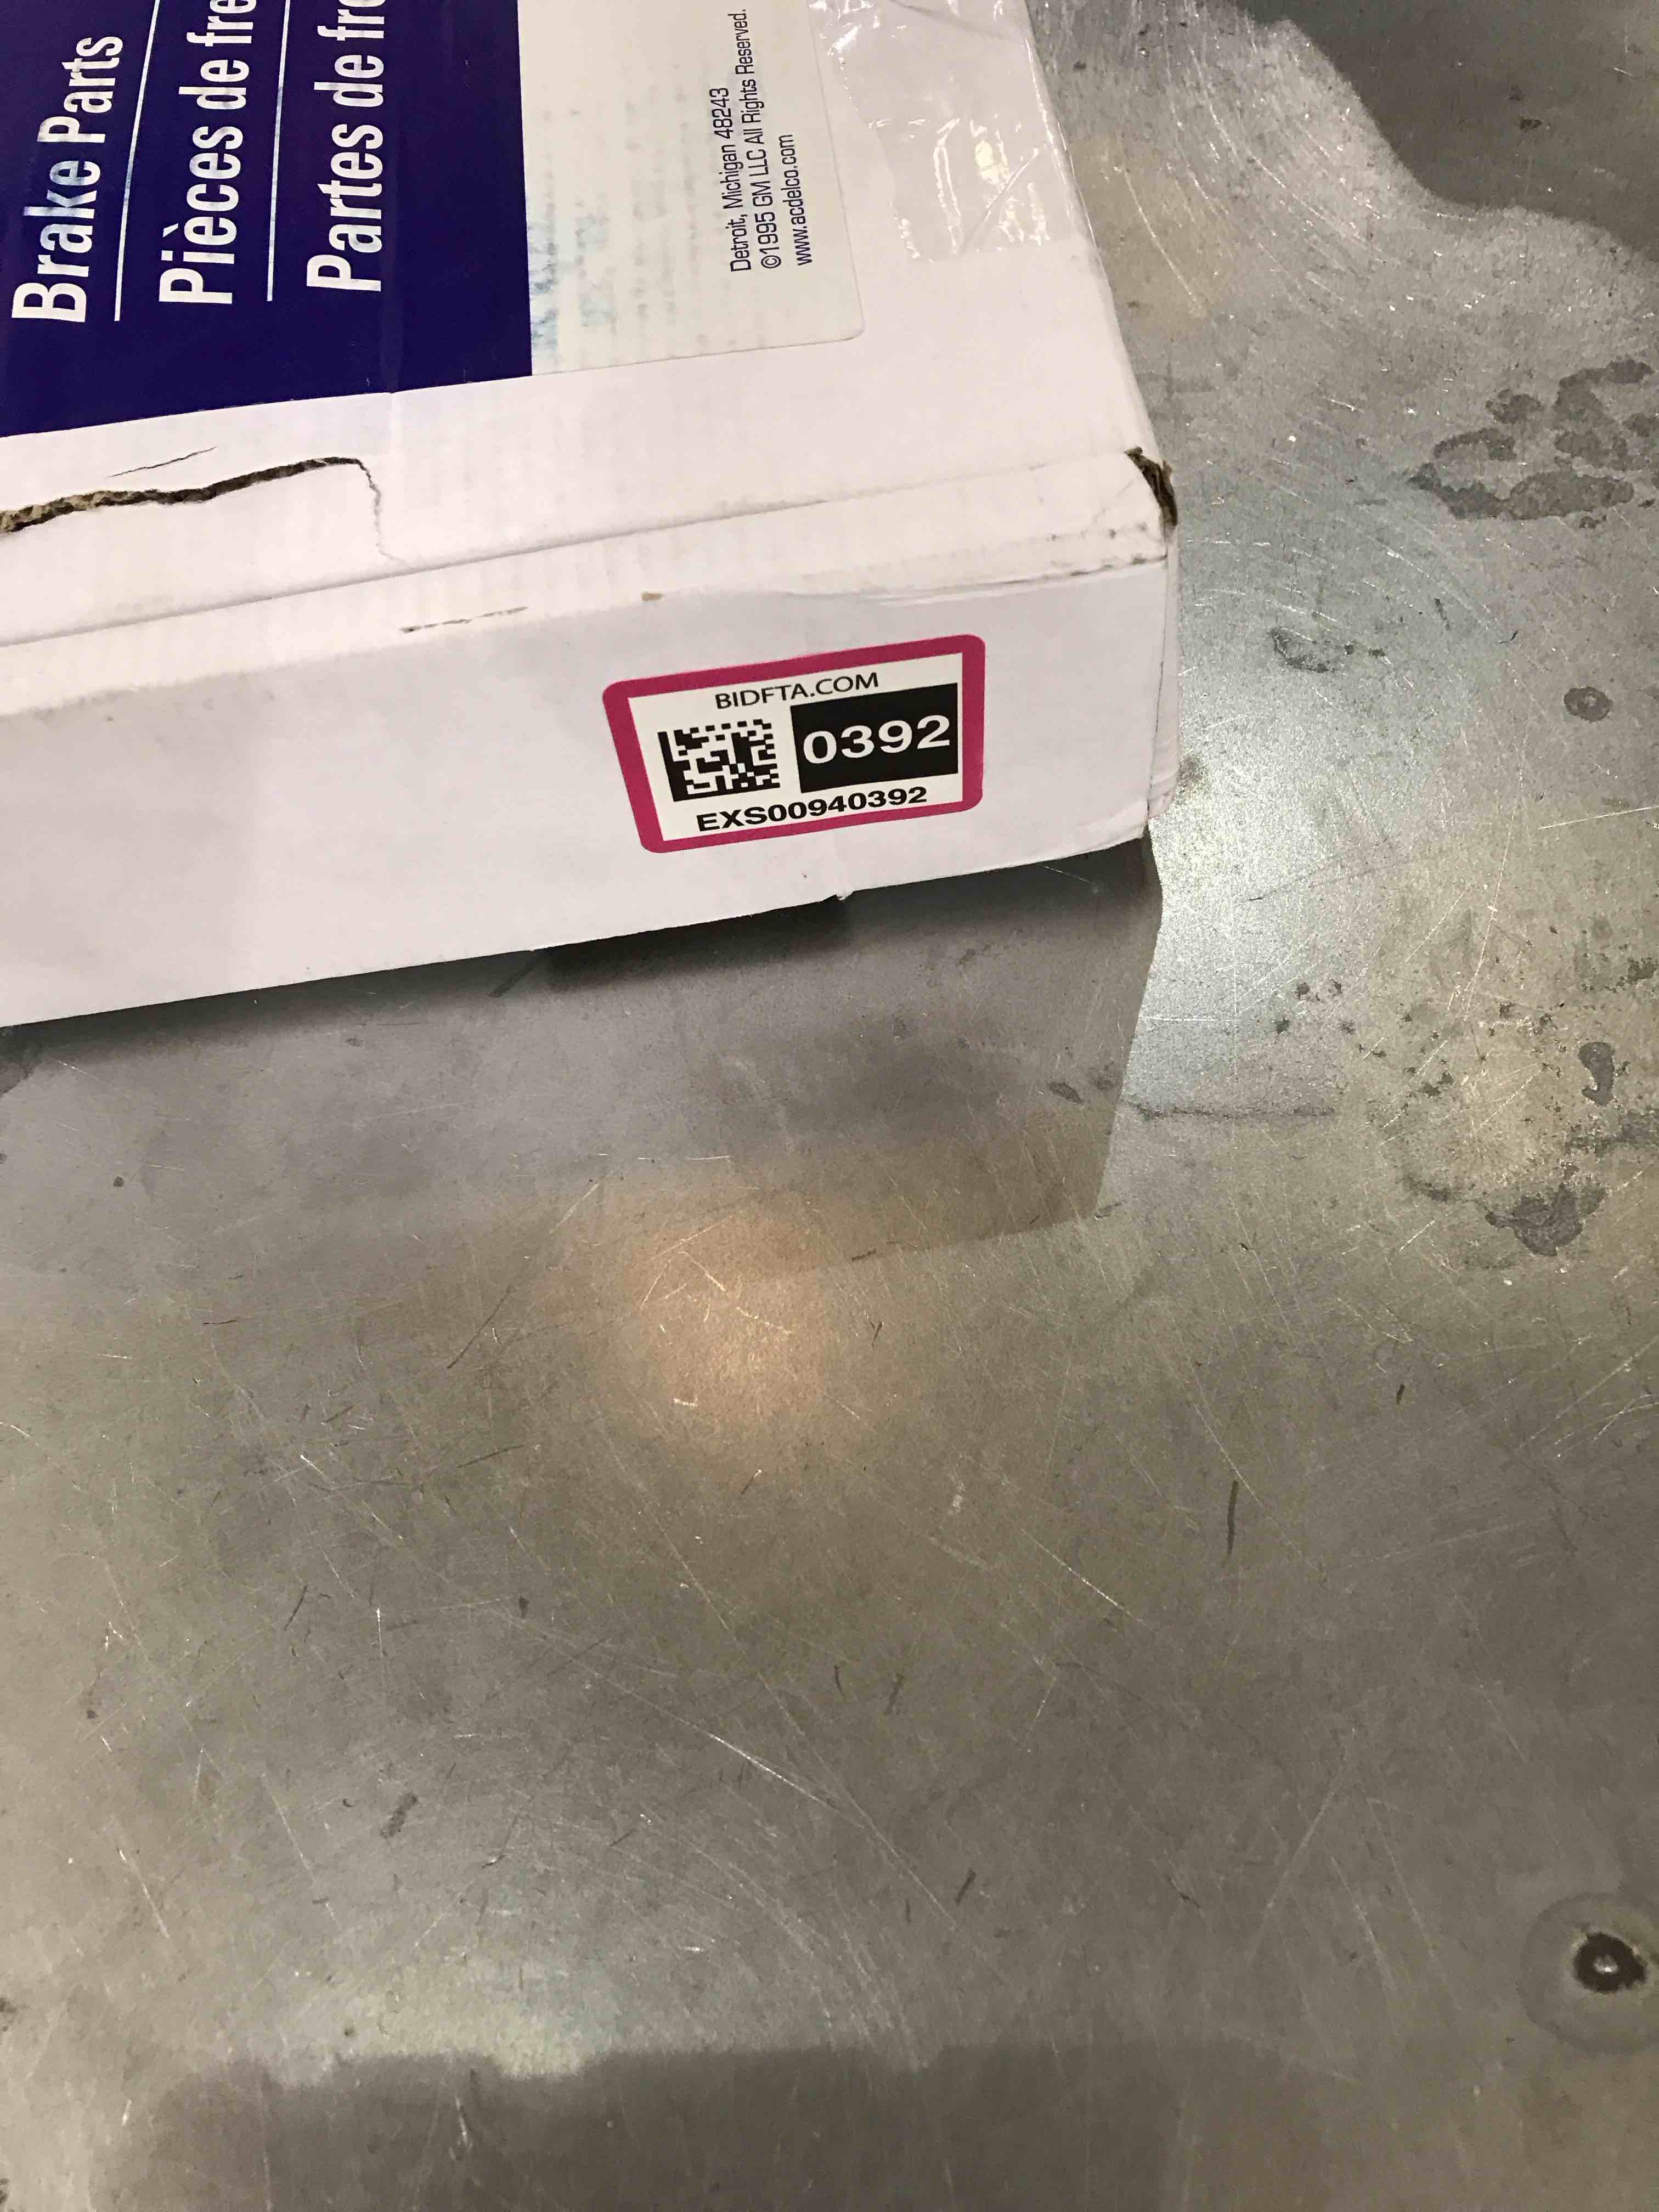 Brake Parts
Pièces de fre
Partes de fre
Detroit, Michigan 48243
©1995 GM LLC All Rights Reserved.
www.acdelco.com
BIDFTA.COM
0392
EXS00940392